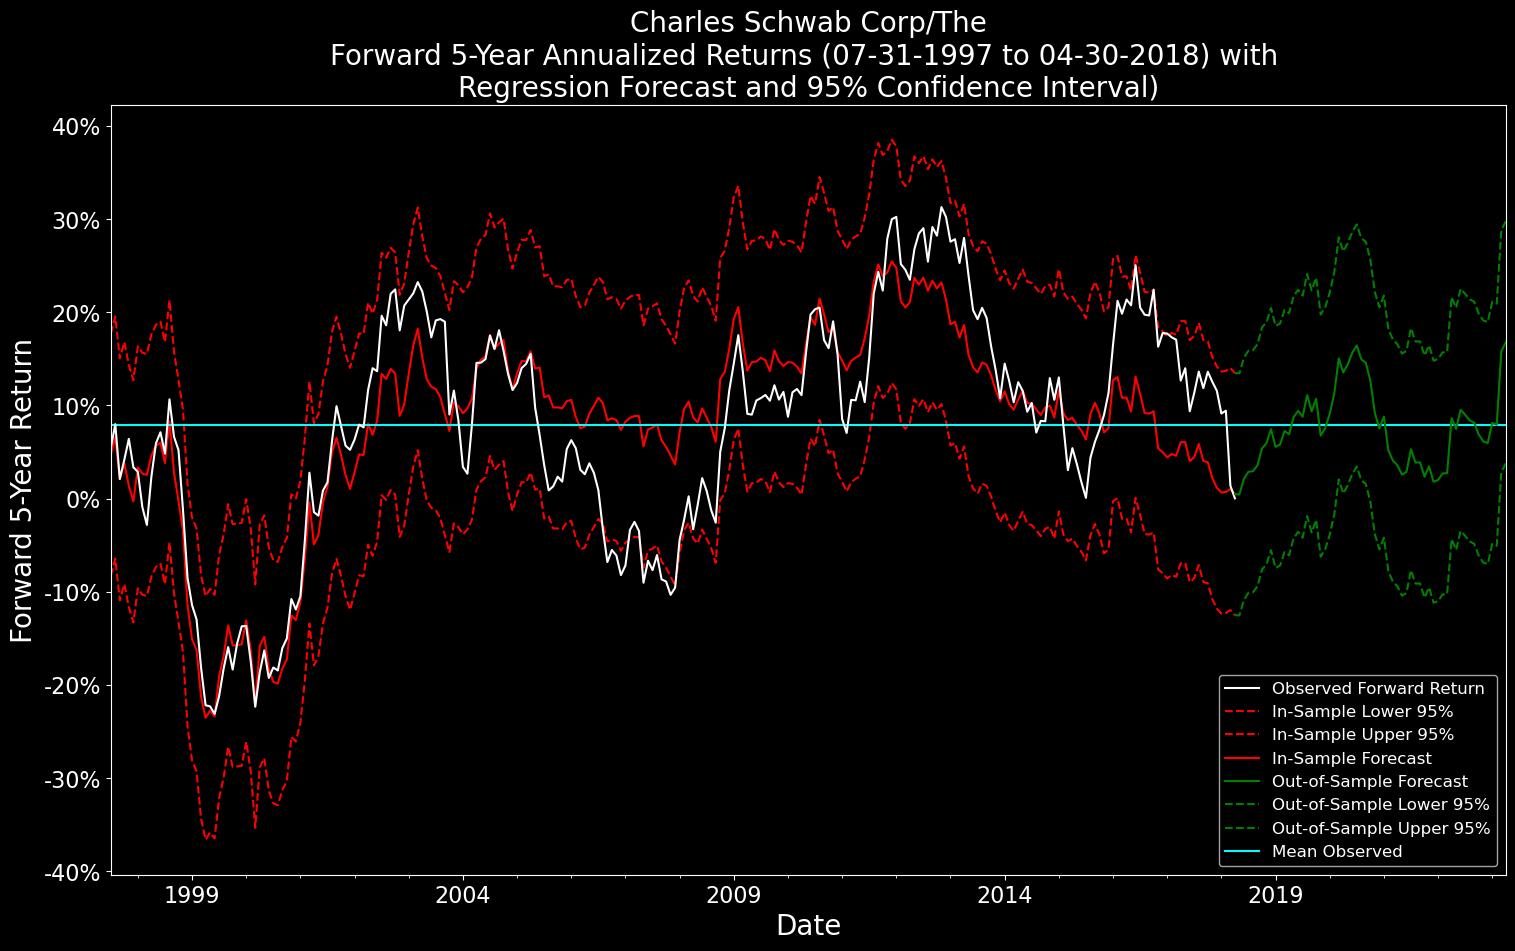 Charles Schwab Corp/The
Forward 5-Year Annualized Returns (07-31-1997 to 04-30-2018) with
Regression Forecast and 95% Confidence Interval)
Forward 5-Year Return
40%
30%
20%
10%
0%
-10%
-20%
-30%
-40%
Observed Forward Return
In-Sample Lower 95%
In-Sample Upper 95%
In-Sample Forecast
Out-of-Sample Forecast
Out-of-Sample Lower 95%
Out-of-Sample Upper 95%
Mean Observed
1999 2004 2009 2014 2019
Date